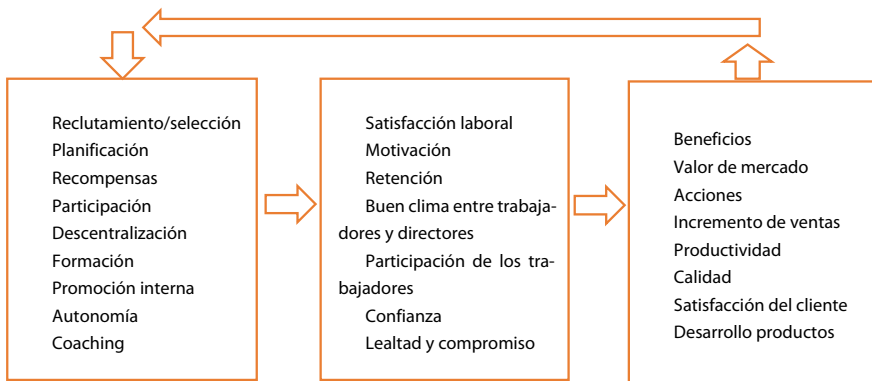 Reclutamiento/selección
Planificación
Recompensas
Participación
Descentralización
Formación
Promoción interna
Autonomía
Coaching
Satisfacción laboral
Motivación
Retención
Buen clima entre trabaja-
dores y directores
Participación de los tra-
bajadores
Confianza
Lealtad y compromiso
Beneficios
Valor de mercado
Acciones
Incremento de ventas
Productividad
Calidad
Satisfacción del cliente
Desarrollo productos